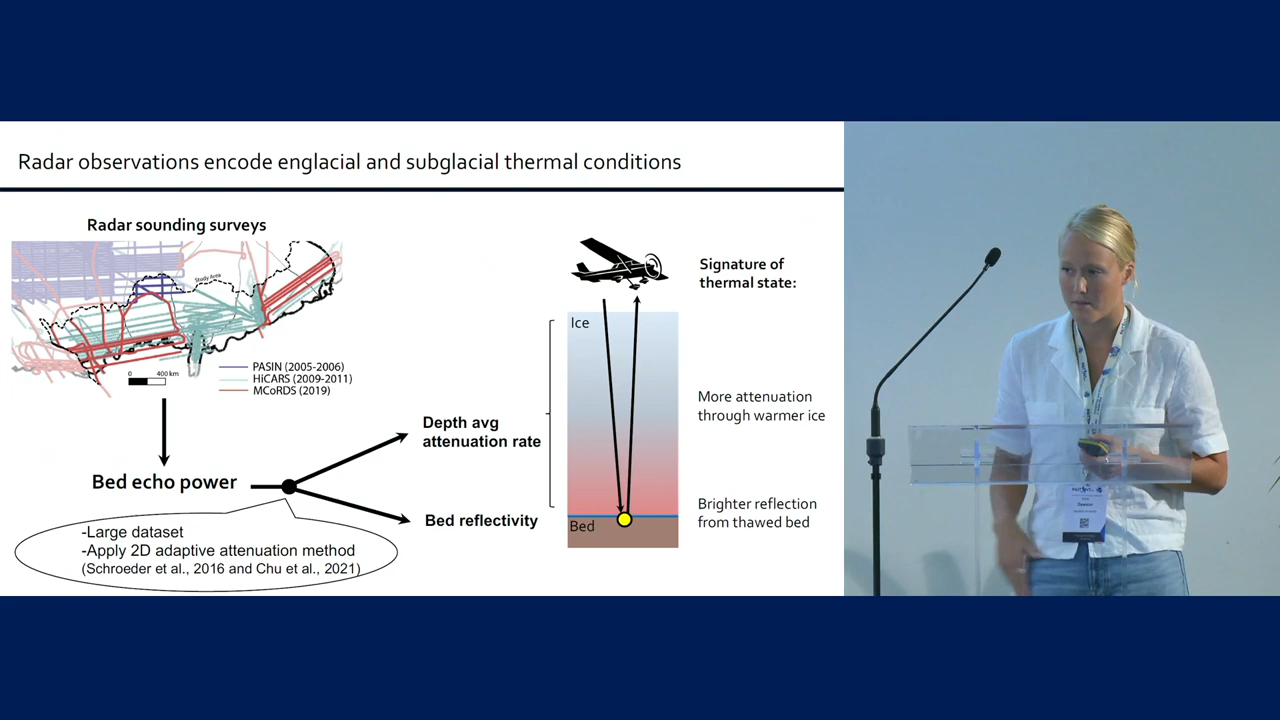 Radar observations encode englacial and subglacial thermal conditions
Radar sounding surveys
Study Area
0 400 km
PASIN (2005-2006)
HiCARS (2009-2011)
MCoRDS (2019)
Bed echo power
-Large dataset
-Apply 2D adaptive attenuation method
(Schroeder et al., 2016 and Chu et al., 2021)
Depth avg
attenuation rate
Bed reflectivity
Ice
Bed
Signature of
thermal state:
More attenuation
through warmer ice
Brighter reflection
from thawed bed
Dawson